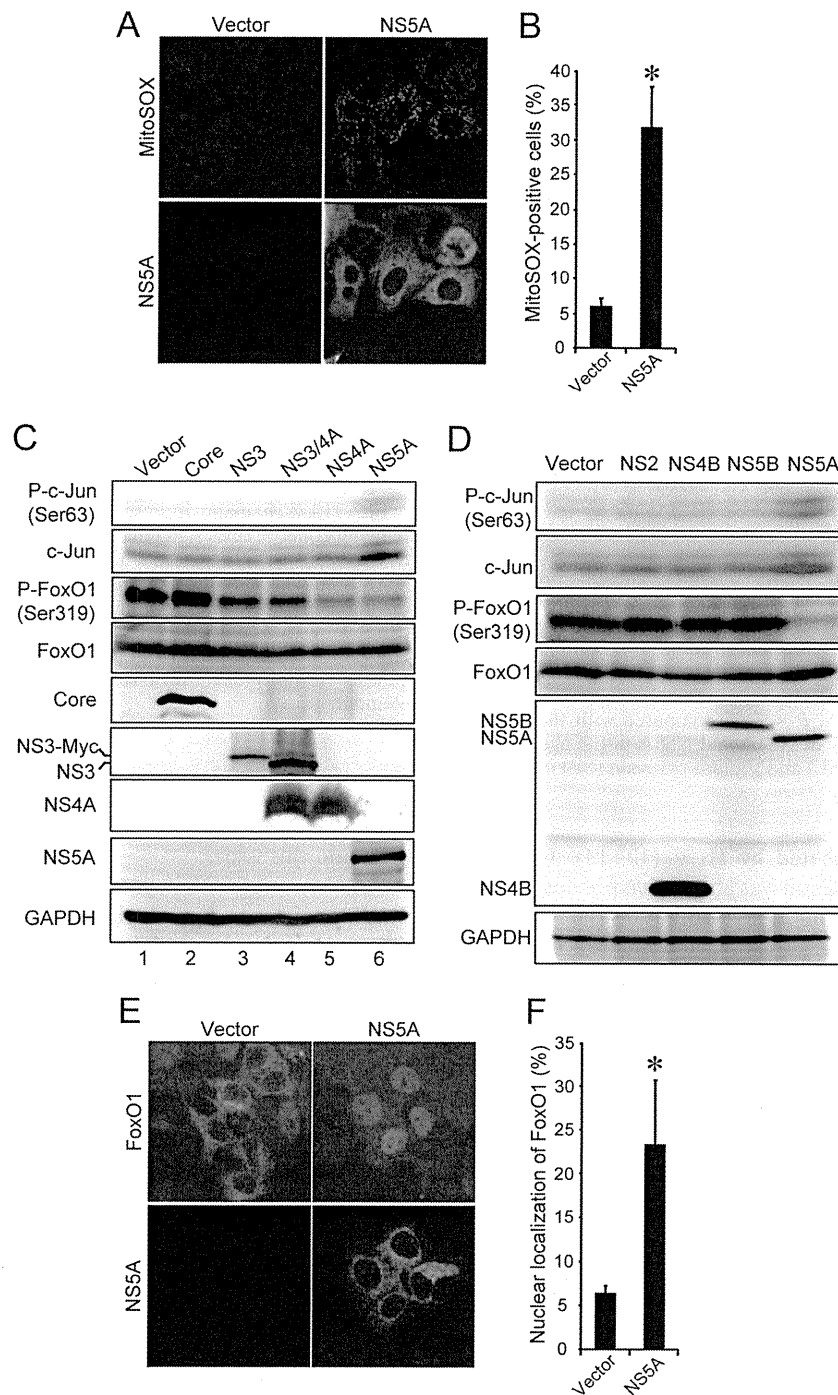 A
Vector
NS5A
MitoSOX
NS5A
B
MitoSOX-positive cells (%)
40
35
30
25
20
15
10
5
0
*
Vector
NS5A
C
Vector
Core
NS3
NS3/4A
NS4A
NS5A
P-c-Jun
(Ser63)
c-Jun
P-FoxO1
(Ser319)
FoxO1
Core
NS3-Myc
NS3
NS4A
NS5A
GAPDH
1 2 3 4 5 6
D
Vector NS2 NS4B NS5B NS5A
P-c-Jun
(Ser63)
c-Jun
P-FoxO1
(Ser319)
FoxO1
NS5B
NS5A
NS4B
GAPDH
E
Vector
NS5A
FoxO1
NS5A
F
Nuclear localization of FoxO1 (%)
35
30
25
20
15
10
5
0
*
Vector
NS5A